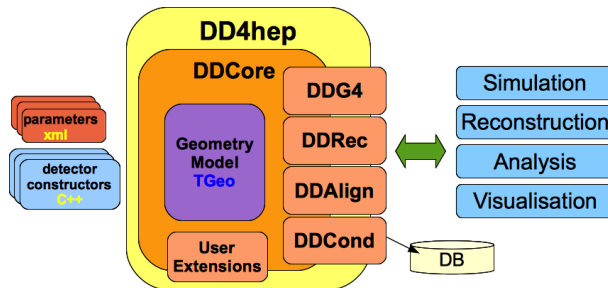 DD4hep
DDCore
parameters
xml
detector
constructors
C++
Geometry
Model
TGeo
User
Extensions
DDG4
DDRec
DDAlign
DDCond
Simulation
Reconstruction
Analysis
Visualisation
DB